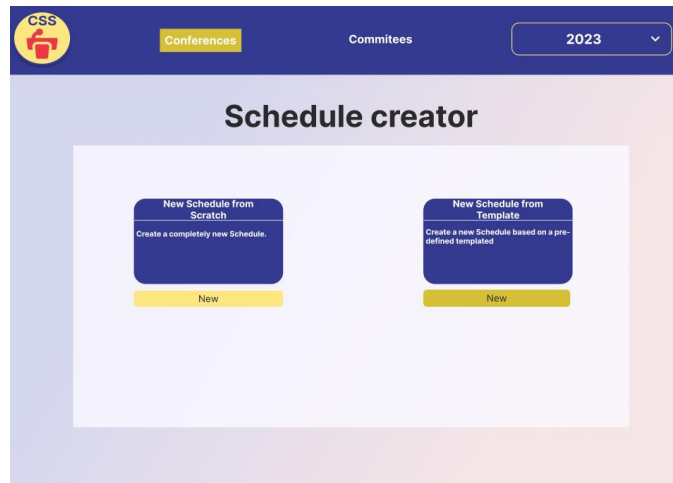 CSS
Conferences
Commitees
2023
Schedule creator
New Schedule from
Scratch
Create a completely new Schedule.
New
New Schedule from
Template
Create a new Schedule based on a pre-
defined templated
New